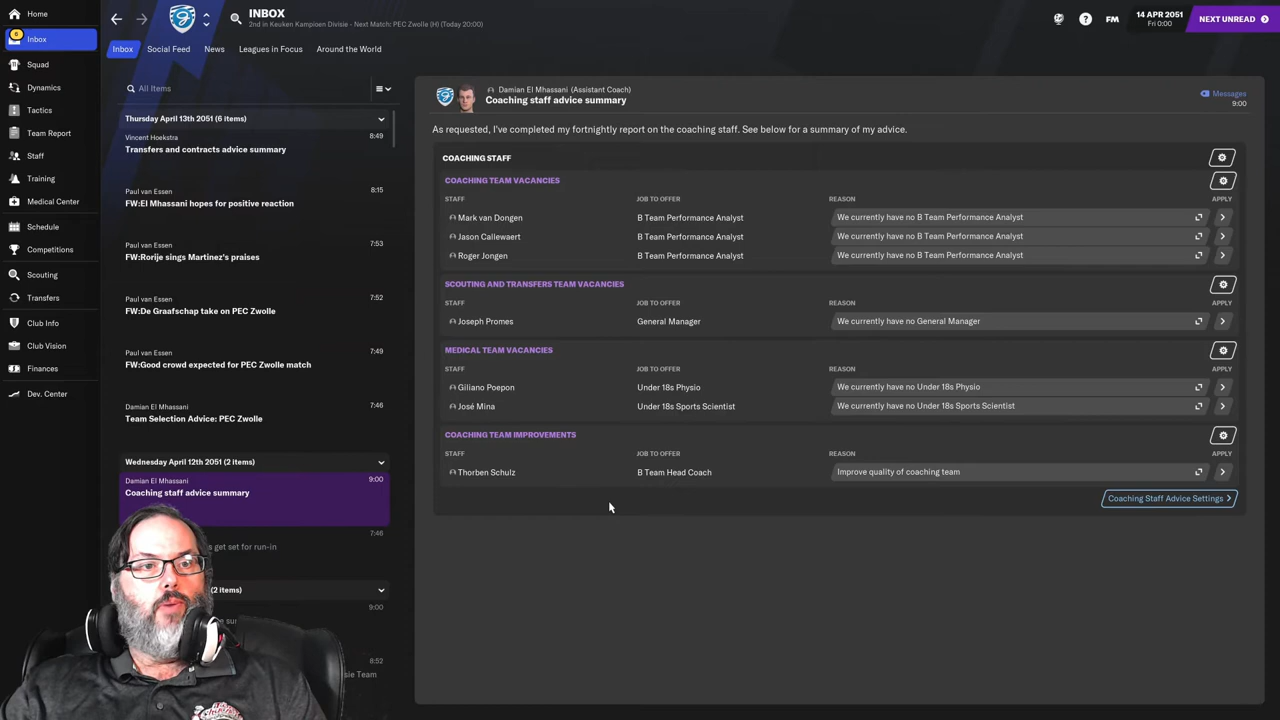 Home
INBOX
2nd in Keuken Kampioen Divisie - Next Match: PEC Zwolle (H) (Today 20:00)
FM
14 APR 2051
Fri 0:00
NEXT UNREAD
6
Inbox
Squad
Dynamics
Tactics
Team Report
Staff
Training
Medical Center
Schedule
Competitions
Scouting
Transfers
Club Info
Club Vision
Finances
Dev. Center
Inbox
Social Feed
News
Leagues in Focus
Around the World
All Items
Thursday April 13th 2051 (6 items)
Vincent Hoekstra
8:49
Transfers and contracts advice summary
Paul van Essen
8:15
FW:El Mhassani hopes for positive reaction
Paul van Essen
7:53
FW:Rorije sings Martinez's praises
Paul van Essen
7:52
FW:De Graafschap take on PEC Zwolle
Paul van Essen
7:49
FW:Good crowd expected for PEC Zwolle match
Damian El Mhassani
7:46
Team Selection Advice: PEC Zwolle
Wednesday April 12th 2051 (2 items)
Damian El Mhassani
9:00
Coaching staff advice summary
7:46
s get set for run-in
(2 items)
9:00
8:52
sie Team
Damian El Mhassani (Assistant Coach)
Coaching staff advice summary
Messages
9:00
As requested, I've completed my fortnightly report on the coaching staff. See below for a summary of my advice.
COACHING STAFF
COACHING TEAM VACANCIES
STAFF JOB TO OFFER REASON APPLY
Mark van Dongen B Team Performance Analyst We currently have no B Team Performance Analyst
Jason Callewaert B Team Performance Analyst We currently have no B Team Performance Analyst
Roger Jongen B Team Performance Analyst We currently have no B Team Performance Analyst
SCOUTING AND TRANSFERS TEAM VACANCIES
STAFF JOB TO OFFER REASON APPLY
Joseph Promes General Manager We currently have no General Manager
MEDICAL TEAM VACANCIES
STAFF JOB TO OFFER REASON APPLY
Giliano Poepon Under 18s Physio We currently have no Under 18s Physio
José Mina Under 18s Sports Scientist We currently have no Under 18s Sports Scientist
COACHING TEAM IMPROVEMENTS
STAFF JOB TO OFFER REASON APPLY
Thorben Schulz B Team Head Coach Improve quality of coaching team
Coaching Staff Advice Settings